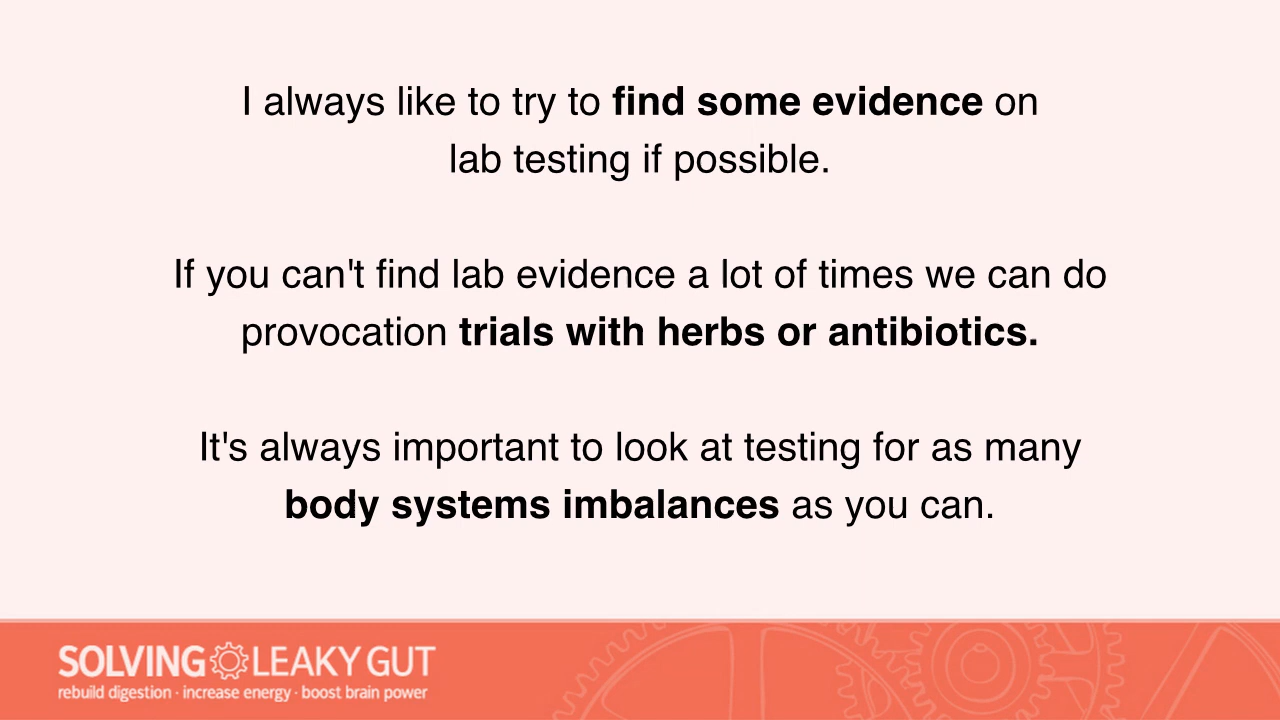 I always like to try to find some evidence on
lab testing if possible.
If you can't find lab evidence a lot of times we can do
provocation trials with herbs or antibiotics.
It's always important to look at testing for as many
body systems imbalances as you can.
SOLVING LEAKY GUT
rebuild digestion · increase energy · boost brain power